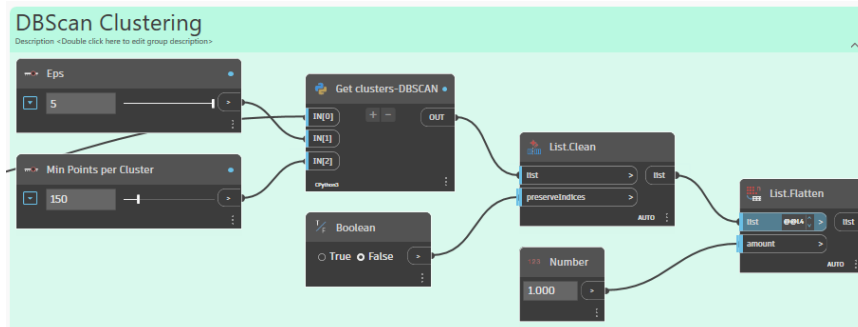 DBScan Clustering
Description <Double click here to edit group description>
Eps
5
>
Min Points per Cluster
150
>
Get clusters-DBSCAN
IN[0]
+ −
OUT
IN[1]
IN[2]
CPython3
Boolean
True False
>
List.Clean
list > list
preserveIndices >
AUTO
Number
1.000
>
List.Flatten
list @@L4 > list
amount >
AUTO